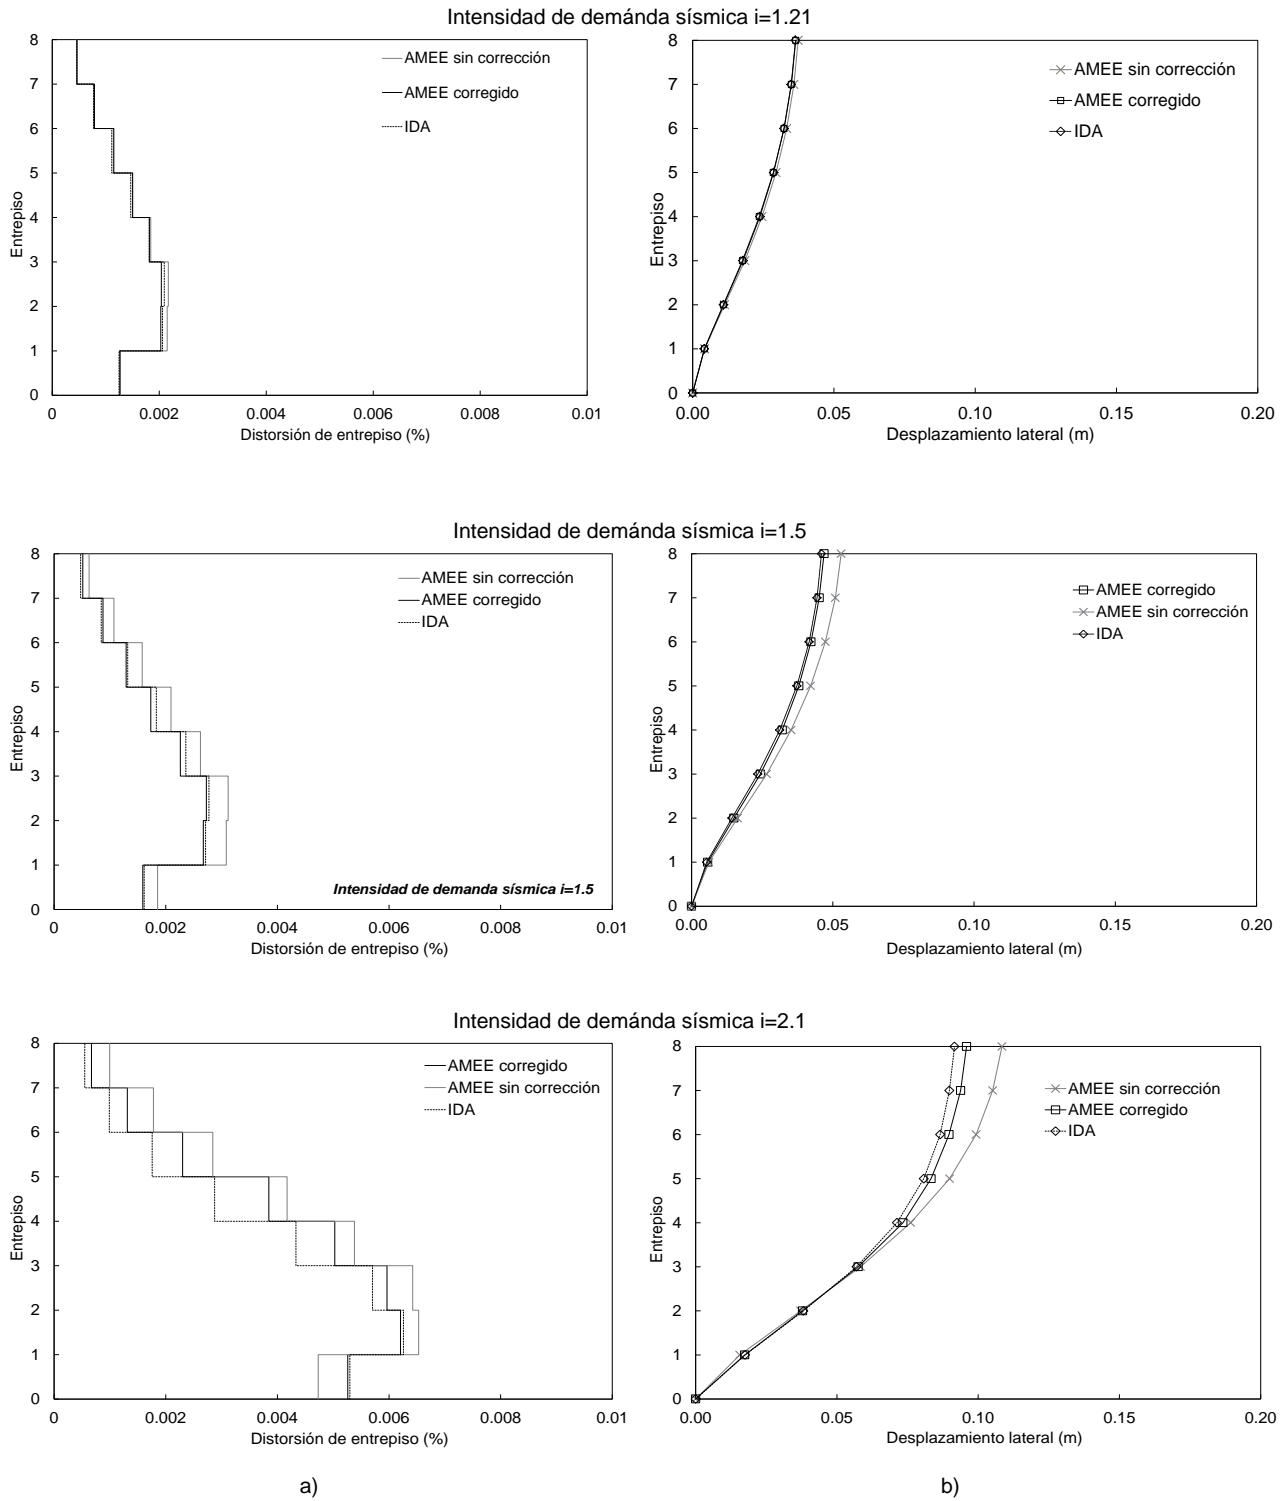 Intensidad de demánda sísmica i=1.21
8
7
6
5
4
3
2
1
0
Entrepiso
AMEE sin corrección
AMEE corregido
IDA
0
0.002
0.004
0.006
0.008
0.01
Distorsión de entrepiso (%)
8
7
6
5
4
3
2
1
0
Entrepiso
AMEE sin corrección
AMEE corregido
IDA
0.00
0.05
0.10
0.15
0.20
Desplazamiento lateral (m)
Intensidad de demánda sísmica i=1.5
8
7
6
5
4
3
2
1
0
Entrepiso
AMEE sin corrección
AMEE corregido
IDA
Intensidad de demanda sísmica i=1.5
0
0.002
0.004
0.006
0.008
0.01
Distorsión de entrepiso (%)
8
7
6
5
4
3
2
1
0
Entrepiso
AMEE corregido
AMEE sin corrección
IDA
0.00
0.05
0.10
0.15
0.20
Desplazamiento lateral (m)
Intensidad de demánda sísmica i=2.1
8
7
6
5
4
3
2
1
0
Entrepiso
AMEE corregido
AMEE sin corrección
IDA
0
0.002
0.004
0.006
0.008
0.01
Distorsión de entrepiso (%)
8
7
6
5
4
3
2
1
0
Entrepiso
AMEE sin corrección
AMEE corregido
IDA
0.00
0.05
0.10
0.15
0.20
Desplazamiento lateral (m)
a)
b)